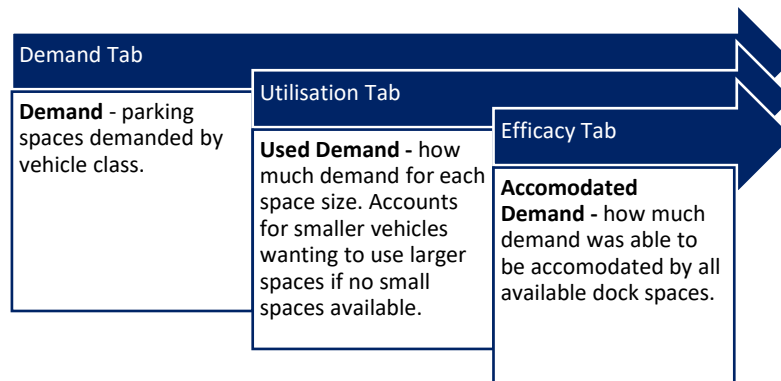 Demand Tab
Demand - parking
spaces demanded by
vehicle class.
Utilisation Tab
Used Demand - how
much demand for each
space size. Accounts
for smaller vehicles
wanting to use larger
spaces if no small
spaces available.
Efficacy Tab
Accomodated
Demand - how much
demand was able to
be accomodated by all
available dock spaces.